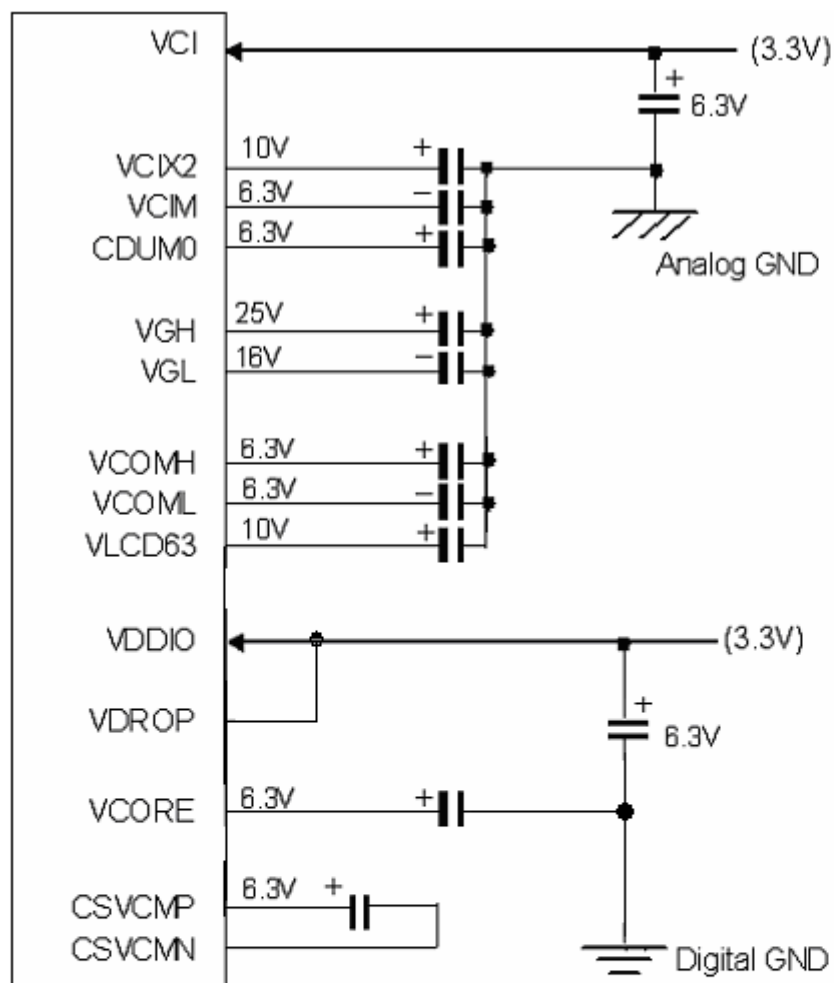 VCI (3.3V)
+
6.3V
VCIX2 10V +
VCIM 6.3V −
CDUM0 6.3V +
Analog GND
VGH 25V +
VGL 16V −
VCOMH 6.3V +
VCOML 6.3V −
VLCD63 10V +
VDDIO (3.3V)
+
VDROP 6.3V
VCORE 6.3V +
CSVCMP 6.3V +
CSVCMN
Digital GND